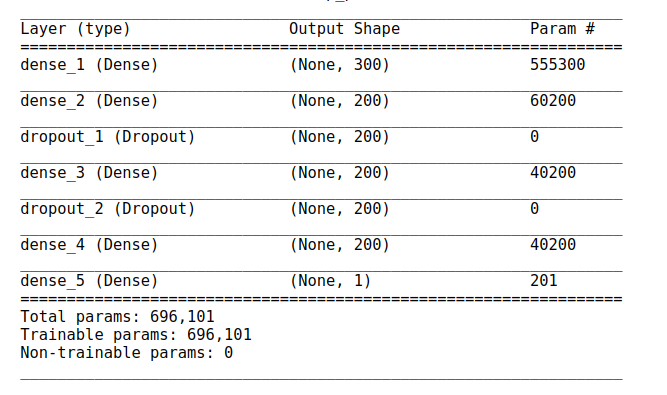 Layer (type) Output Shape Param #
=================================================================
dense_1 (Dense) (None, 300) 555300
dense_2 (Dense) (None, 200) 60200
dropout_1 (Dropout) (None, 200) 0
dense_3 (Dense) (None, 200) 40200
dropout_2 (Dropout) (None, 200) 0
dense_4 (Dense) (None, 200) 40200
dense_5 (Dense) (None, 1) 201
=================================================================
Total params: 696,101
Trainable params: 696,101
Non-trainable params: 0